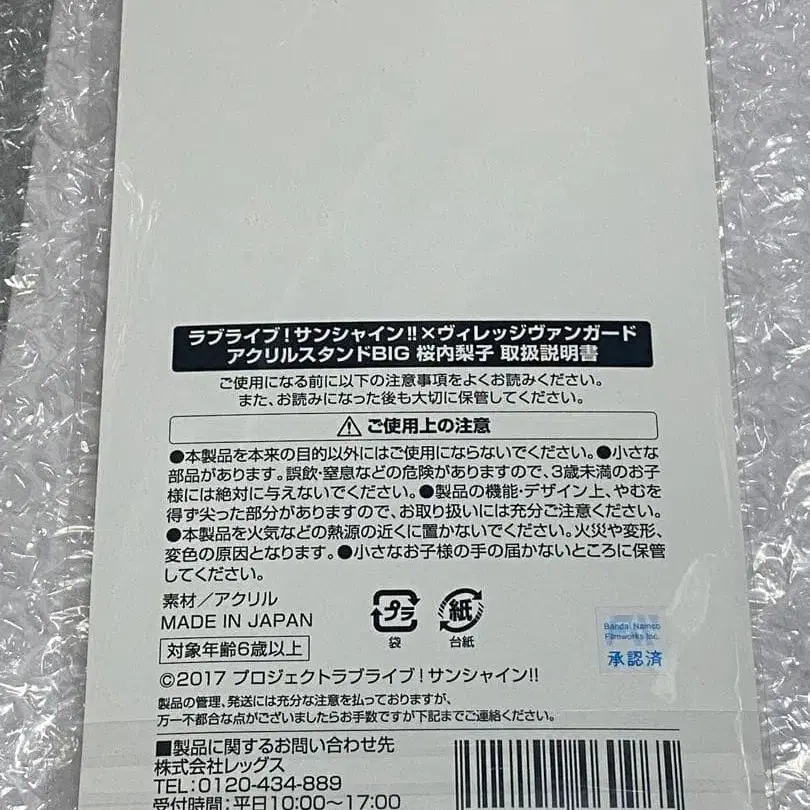 ラブライブ!サンシャイン!!×ヴィレッジヴァンガード
アクリルスタンドBIG 桜内梨子 取扱説明書
ご使用になる前に以下の注意事項をよくお読みください。
また、お読みになった後も大切に保管してください。
ご使用上の注意
●本製品を本来の目的以外にはご使用にならないでください。●小さな
部品があります。誤飲・窒息などの危険がありますので、3歳未満のお子
様には絶対に与えないでください。●製品の機能・デザイン上、やむを
得ず尖った部分がありますので、お取り扱いには充分ご注意ください。
●本製品を火気などの熱源の近くに置かないでください。火災や変形、
変色の原因となります。●小さなお子様の手の届かないところに保管
してください。
素材/アクリル
MADE IN JAPAN
対象年齢6歳以上
プラ
袋
紙
台紙
Bandai Namco
Filmworks Inc.
承認済
©2017 プロジェクトラブライブ!サンシャイン!!
製品の管理、発送には充分な注意を払っておりますが、
万一不都合な点がございましたらお手数ですが下記までご連絡ください。
■製品に関するお問い合わせ先
株式会社レッグス
TEL:0120-434-889
受付時間:平日10:00~17:00